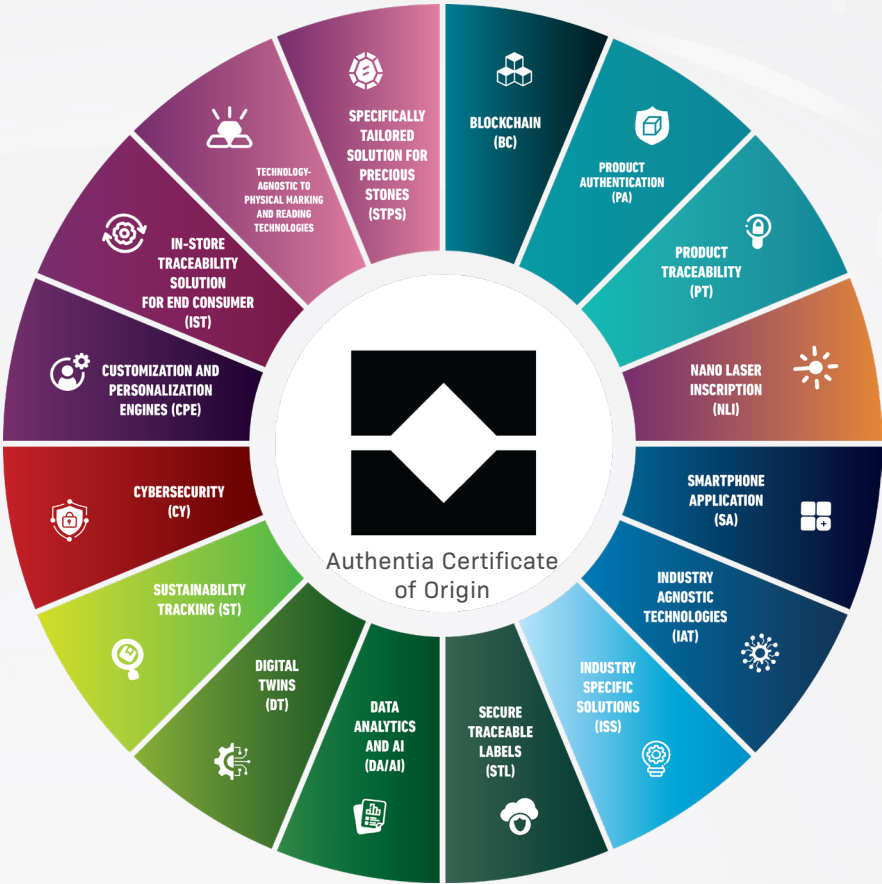 BLOCKCHAIN
(BC)
PRODUCT
AUTHENTICATION
(PA)
PRODUCT
TRACEABILITY
(PT)
NANO LASER
INSCRIPTION
(NLI)
SMARTPHONE
APPLICATION
(SA)
INDUSTRY
AGNOSTIC
TECHNOLOGIES
(IAT)
INDUSTRY
SPECIFIC
SOLUTIONS
(ISS)
SECURE
TRACEABLE
LABELS
(STL)
DATA
ANALYTICS
AND AI
(DA/AI)
DIGITAL
TWINS
(DT)
SUSTAINABILITY
TRACKING (ST)
CYBERSECURITY
(CY)
CUSTOMIZATION AND
PERSONALIZATION
ENGINES (CPE)
IN-STORE
TRACEABILITY
SOLUTION
FOR END CONSUMER
(IST)
TECHNOLOGY-
AGNOSTIC TO
PHYSICAL MARKING
AND READING
TECHNOLOGIES
SPECIFICALLY
TAILORED
SOLUTION FOR
PRECIOUS
STONES
(STPS)
Authentia Certificate
of Origin